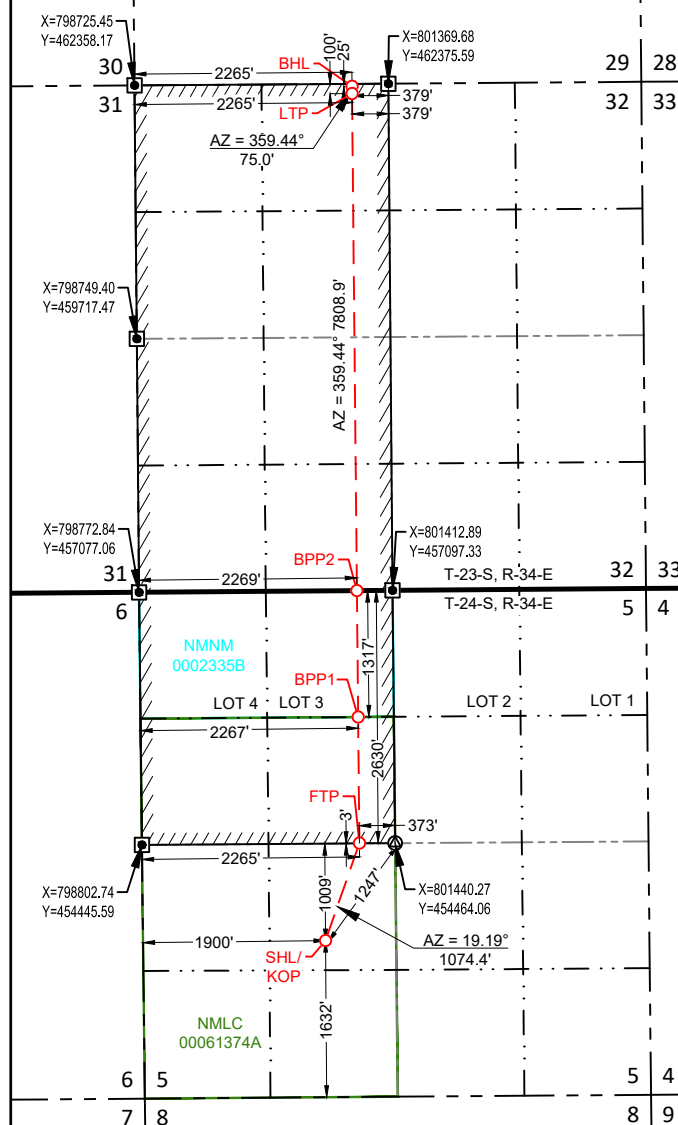 X=798725.45
Y=462358.17
X=801369.68
Y=462375.59
100'
25'
BHL
30
2265'
29
28
31
2265'
LTP
379'
32
33
379'
AZ = 359.44°
75.0'
X=798749.40
Y=459717.47
AZ = 359.44° 7808.9'
X=798772.84
Y=457077.06
X=801412.89
Y=457097.33
BPP2
31
2269'
T-23-S, R-34-E
32
33
6
T-24-S, R-34-E
5
4
NMNM
0002335B
1317'
BPP1
LOT 4
LOT 3
LOT 2
LOT 1
2267'
2630'
FTP
3'
373'
2265'
X=798802.74
Y=454445.59
1009'
1247'
X=801440.27
Y=454464.06
1900'
AZ = 19.19°
1074.4'
SHL/
KOP
1632'
NMLC
00061374A
6
5
5
4
7
8
8
9